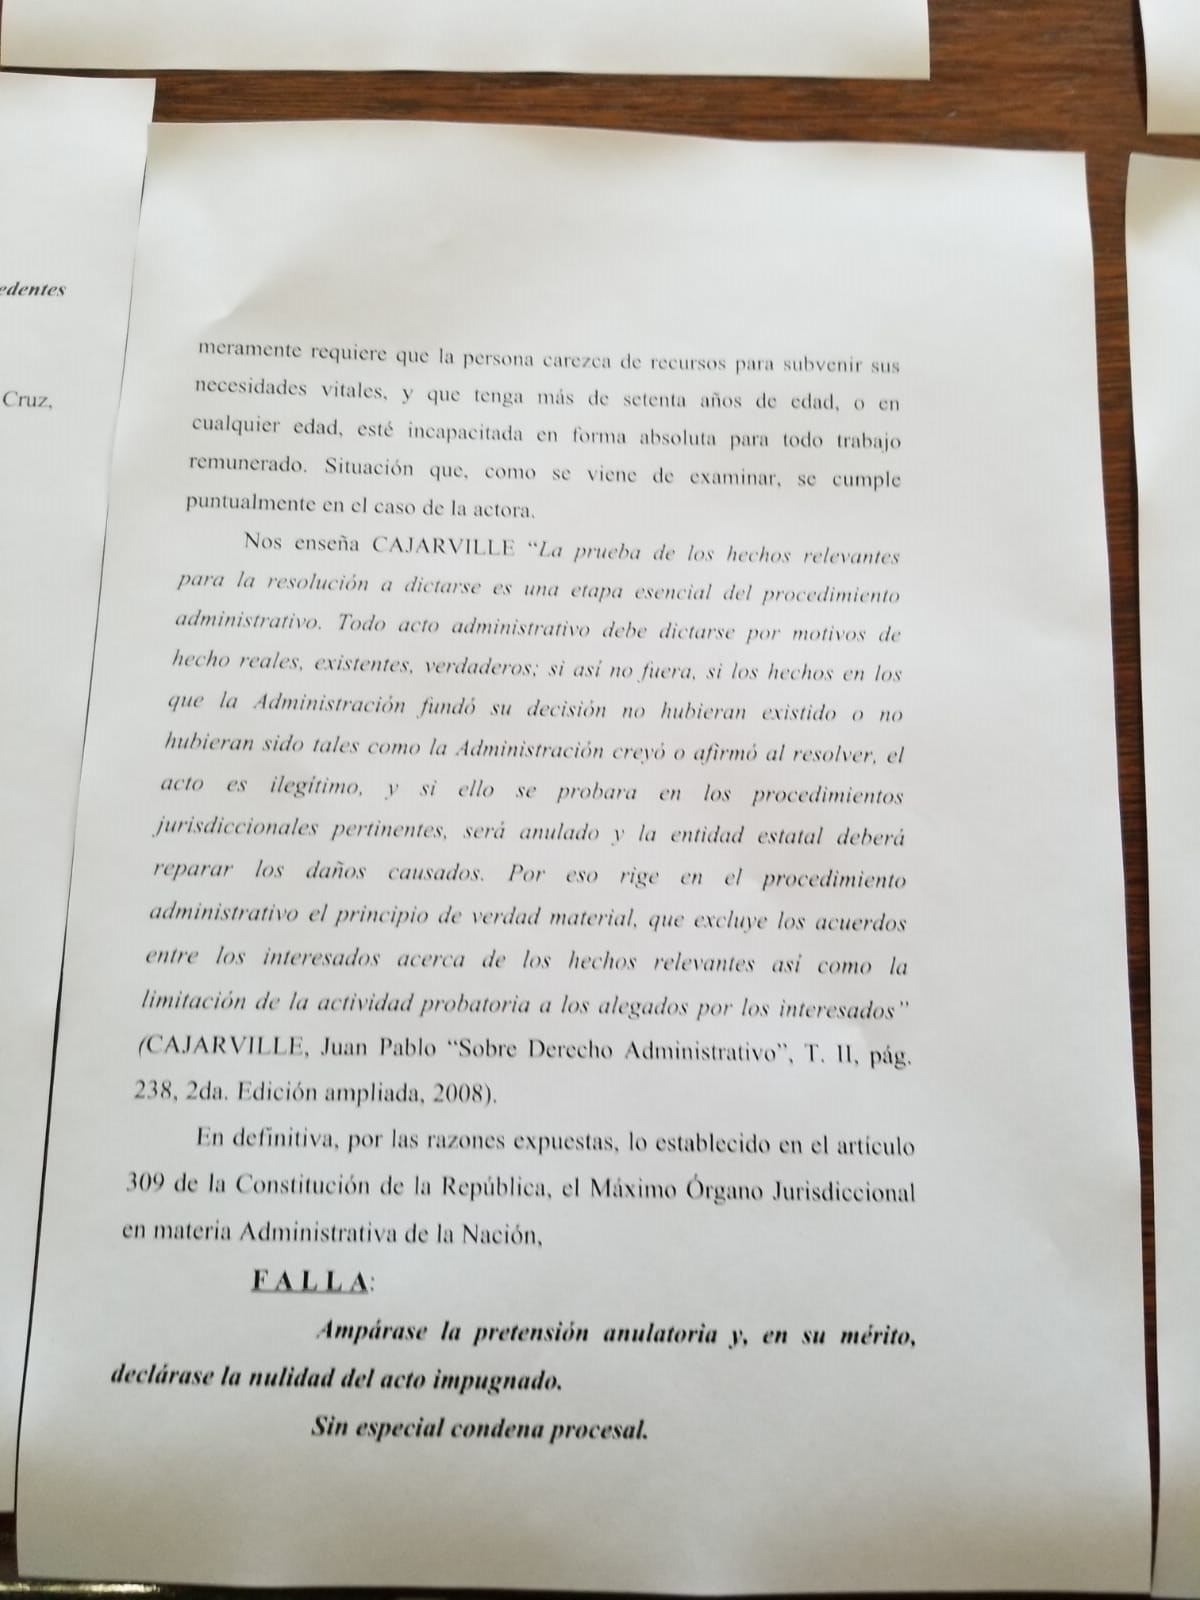 edentes
Cruz,
meramente requiere que la persona carezca de recursos para subvenir sus
necesidades vitales, y que tenga más de setenta años de edad, o en
cualquier edad, esté incapacitada en forma absoluta para todo trabajo
remunerado. Situación que, como se viene de examinar, se cumple
puntualmente en el caso de la actora.
Nos enseña CAJARVILLE “La prueba de los hechos relevantes
para la resolución a dictarse es una etapa esencial del procedimiento
administrativo. Todo acto administrativo debe dictarse por motivos de
hecho reales, existentes, verdaderos; si así no fuera, si los hechos en los
que la Administración fundó su decisión no hubieran existido o no
hubieran sido tales como la Administración creyó o afirmó al resolver, el
acto es ilegítimo, y si ello se probara en los procedimientos
jurisdiccionales pertinentes, será anulado y la entidad estatal deberá
reparar los daños causados. Por eso rige en el procedimiento
administrativo el principio de verdad material, que excluye los acuerdos
entre los interesados acerca de los hechos relevantes así como la
limitación de la actividad probatoria a los alegados por los interesados”
(CAJARVILLE, Juan Pablo “Sobre Derecho Administrativo”, T. II, pág.
238, 2da. Edición ampliada, 2008).
En definitiva, por las razones expuestas, lo establecido en el artículo
309 de la Constitución de la República, el Máximo Órgano Jurisdiccional
en materia Administrativa de la Nación,
F A L L A:
Ampárase la pretensión anulatoria y, en su mérito,
declárase la nulidad del acto impugnado.
Sin especial condena procesal.